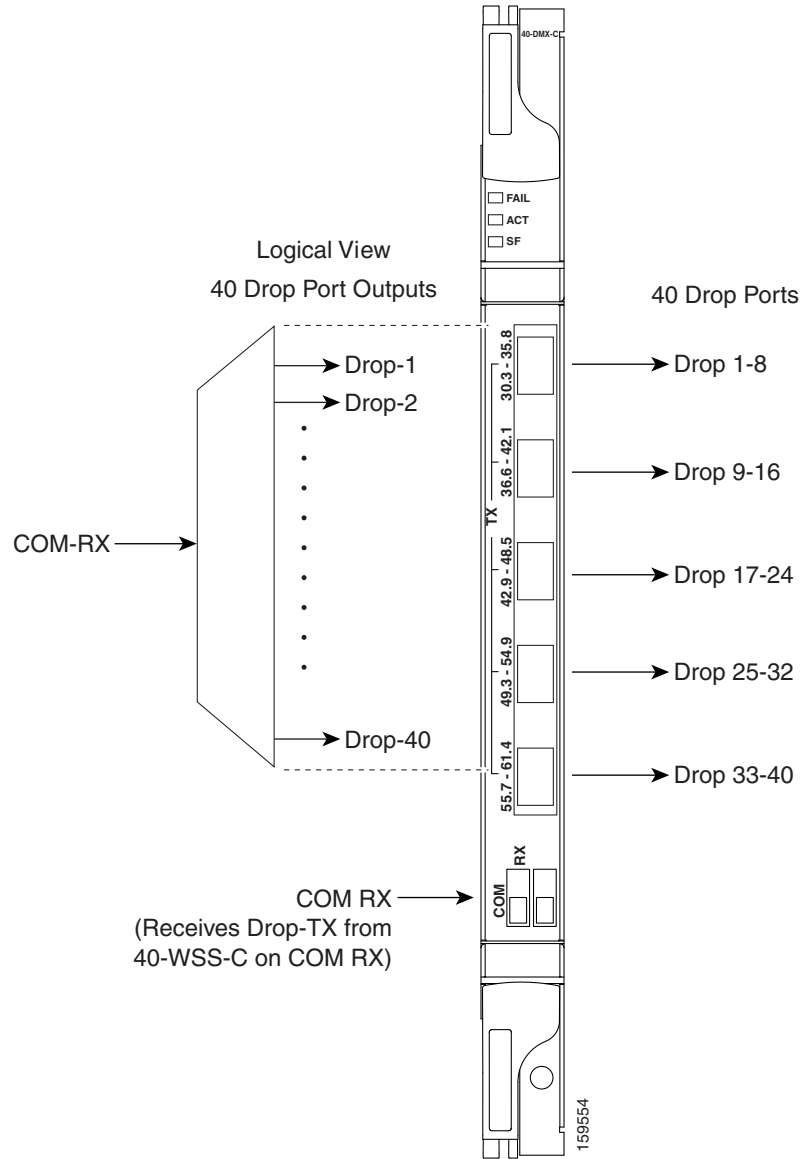 40-DMX-C
FAIL
ACT
SF
Logical View
40 Drop Port Outputs
40 Drop Ports
COM-RX
Drop-1
Drop-2
Drop-40
TX
30.3 - 35.8
36.6 - 42.1
42.9 - 48.5
49.3 - 54.9
55.7 - 61.4
Drop 1-8
Drop 9-16
Drop 17-24
Drop 25-32
Drop 33-40
COM RX
(Receives Drop-TX from
40-WSS-C on COM RX)
COM
RX
159554